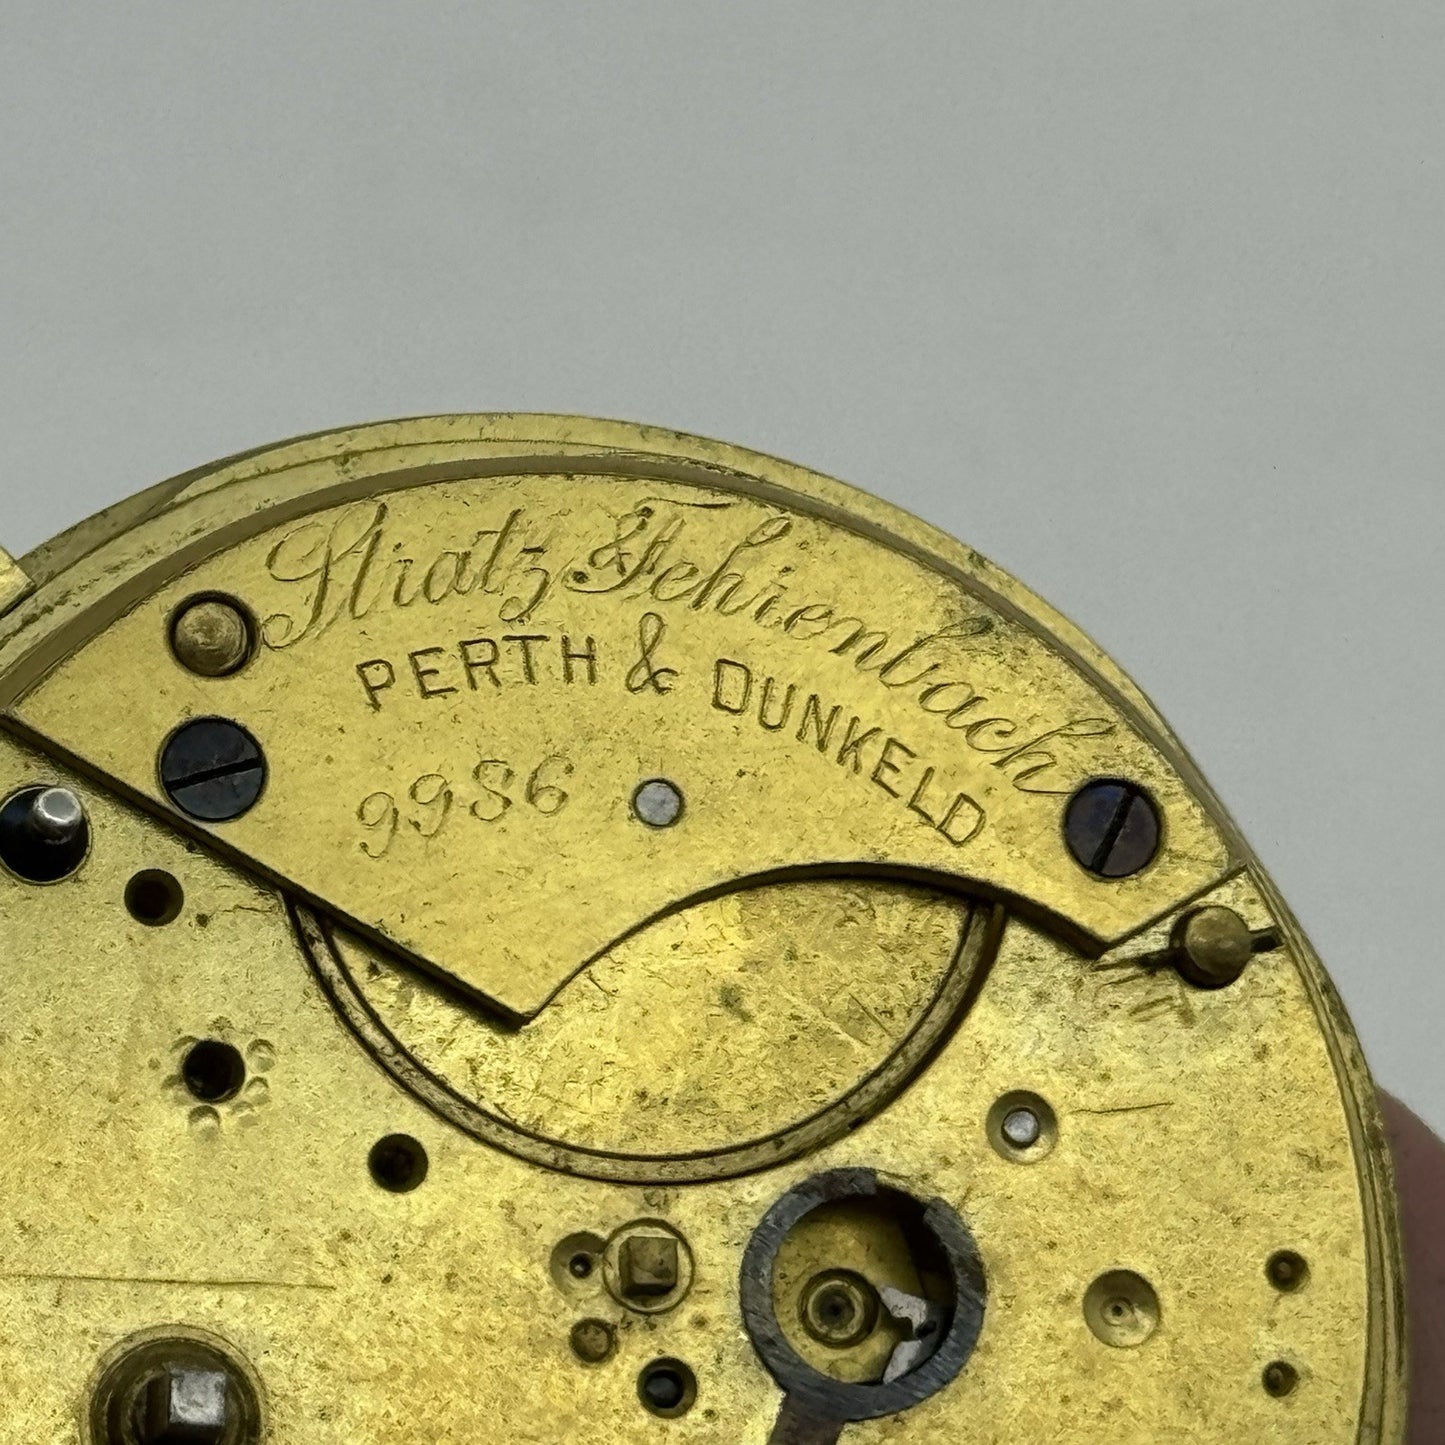 Stratz & Fehrenbach
PERTH & DUNKELD
9986